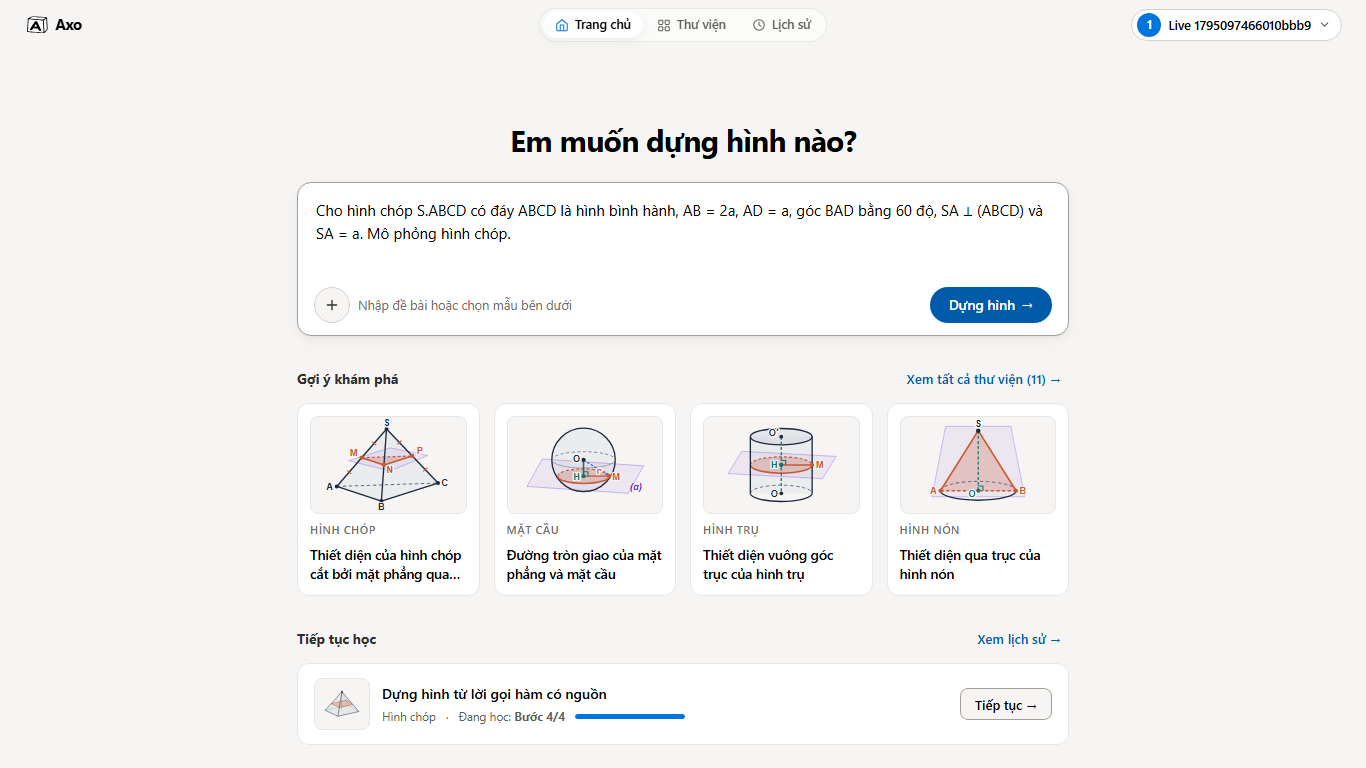 Axo
Trang chủ
Thư viện
Lịch sử
1
Live 1795097466010bbb9
Em muốn dựng hình nào?
Cho hình chóp S.ABCD có đáy ABCD là hình bình hành, AB = 2a, AD = a, góc BAD bằng 60 độ, SA ⊥ (ABCD) và
SA = a. Mô phỏng hình chóp.
+
Nhập đề bài hoặc chọn mẫu bên dưới
Dựng hình →
Gợi ý khám phá
Xem tất cả thư viện (11) →
S
M
P
N
A
C
B
O
H
r
M
(α)
O'
H
M
O
S
A
O
B
HÌNH CHÓP
Thiết diện của hình chóp
cắt bởi mặt phẳng qua...
MẶT CẦU
Đường tròn giao của mặt
phẳng và mặt cầu
HÌNH TRỤ
Thiết diện vuông góc
trục của hình trụ
HÌNH NÓN
Thiết diện qua trục của
hình nón
Tiếp tục học
Xem lịch sử →
Dựng hình từ lời gọi hàm có nguồn
Hình chóp · Đang học: Bước 4/4
Tiếp tục →